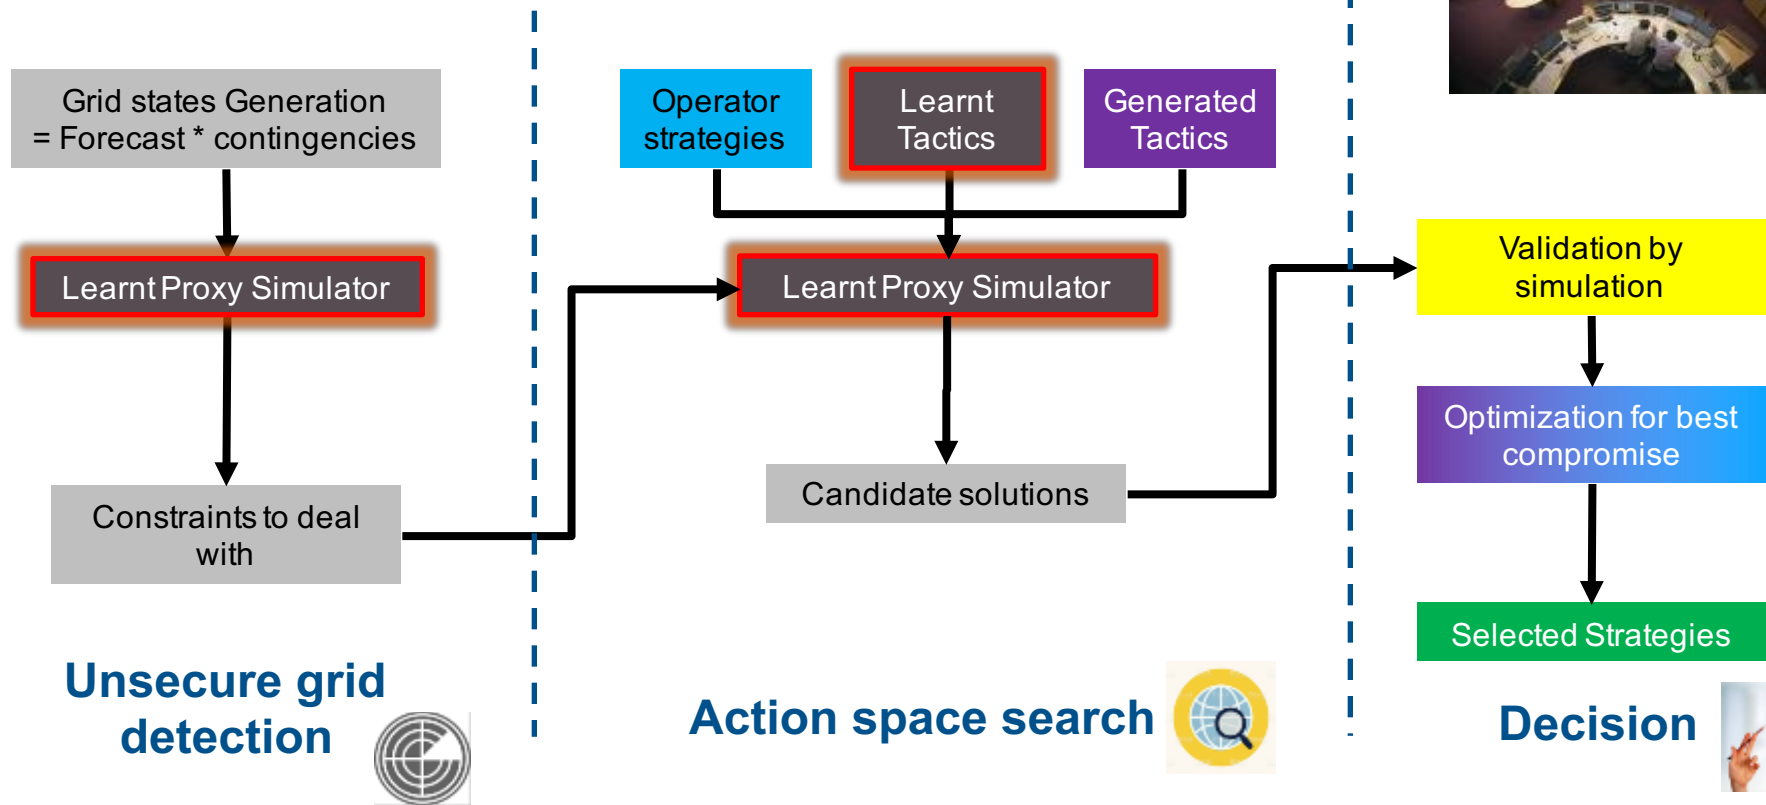 Grid states Generation
= Forecast * contingencies
Learnt Proxy Simulator
Constraints to deal
with
Unsecure grid
detection
Operator
strategies
Learnt
Tactics
Generated
Tactics
Learnt Proxy Simulator
Candidate solutions
Action space search
Validation by
simulation
Optimization for best
compromise
Selected Strategies
Decision